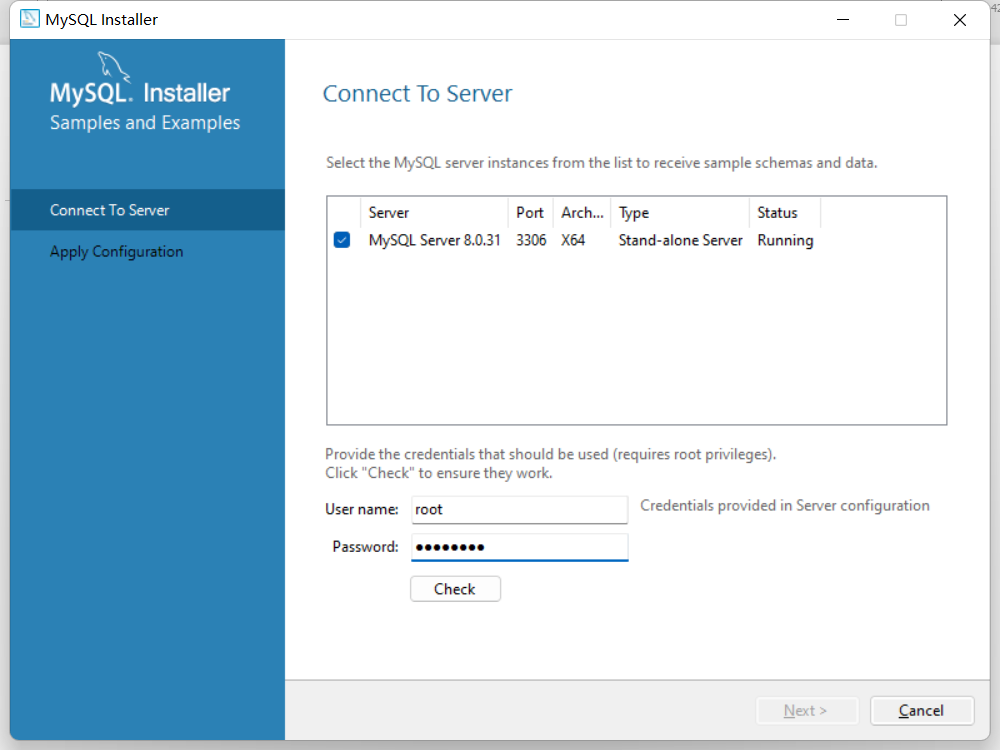 MySQL Installer
MySQL. Installer
Samples and Examples
Connect To Server
Apply Configuration
Connect To Server
Select the MySQL server instances from the list to receive sample schemas and data.
Server Port Arch... Type Status
MySQL Server 8.0.31 3306 X64 Stand-alone Server Running
Provide the credentials that should be used (requires root privileges).
Click "Check" to ensure they work.
User name: root Credentials provided in Server configuration
Password: ●●●●●●●●
Check
Next > Cancel